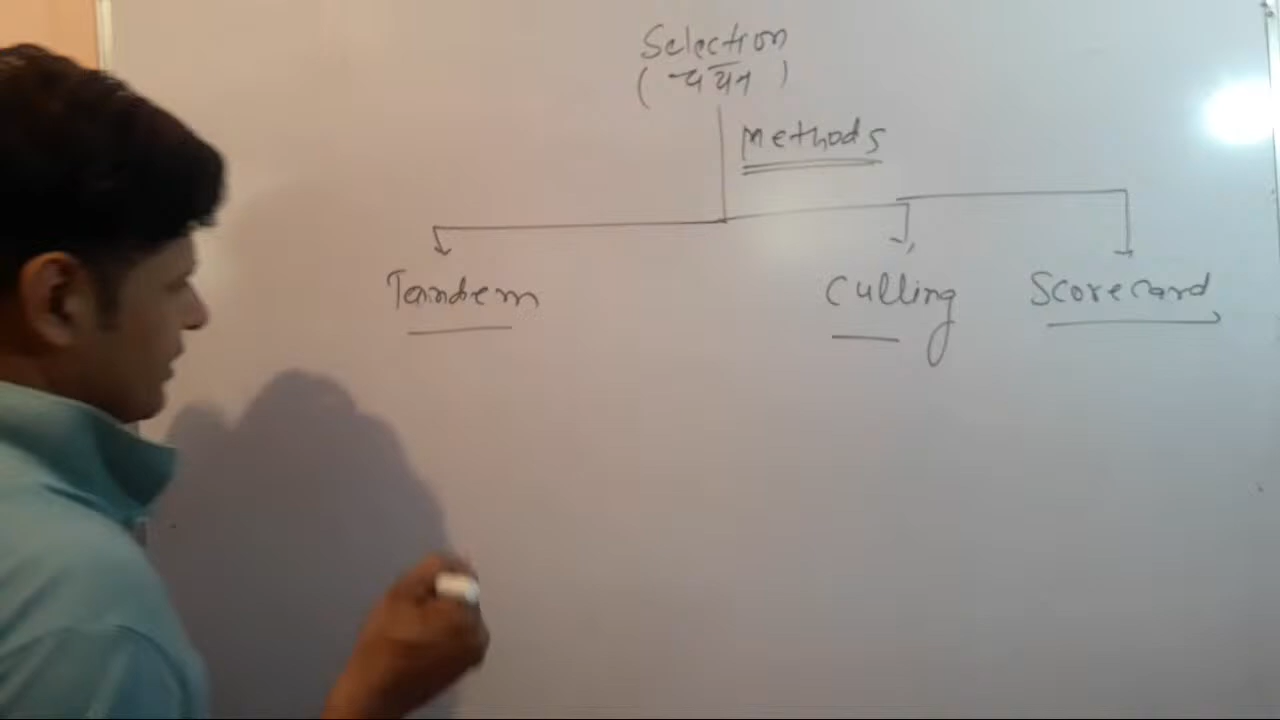 Selection
(चयन)
Methods
Tandem
Culling
Scorecard